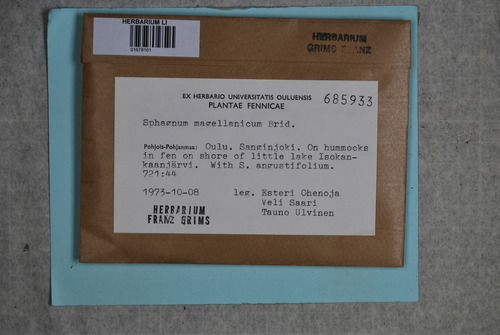 HERBARIUM LI
01678161
HERBARIUM
GRIMS FRANZ
EX HERBARIO UNIVERSITATIS OULUENSIS
PLANTAE FENNICAE
685933
Sphagnum magellanicum Brid.
Pohjois-Pohjanmaa: Oulu. Sanginjoki. On hummocks
in fen on shore of little lake Isokan-
kaanjärvi. With S. angustifolium.
721:44
1973-10-08 leg. Esteri Ohenoja
Veli Saari
Tauno Ulvinen
HERBARIUM
FRANZ GRIMS